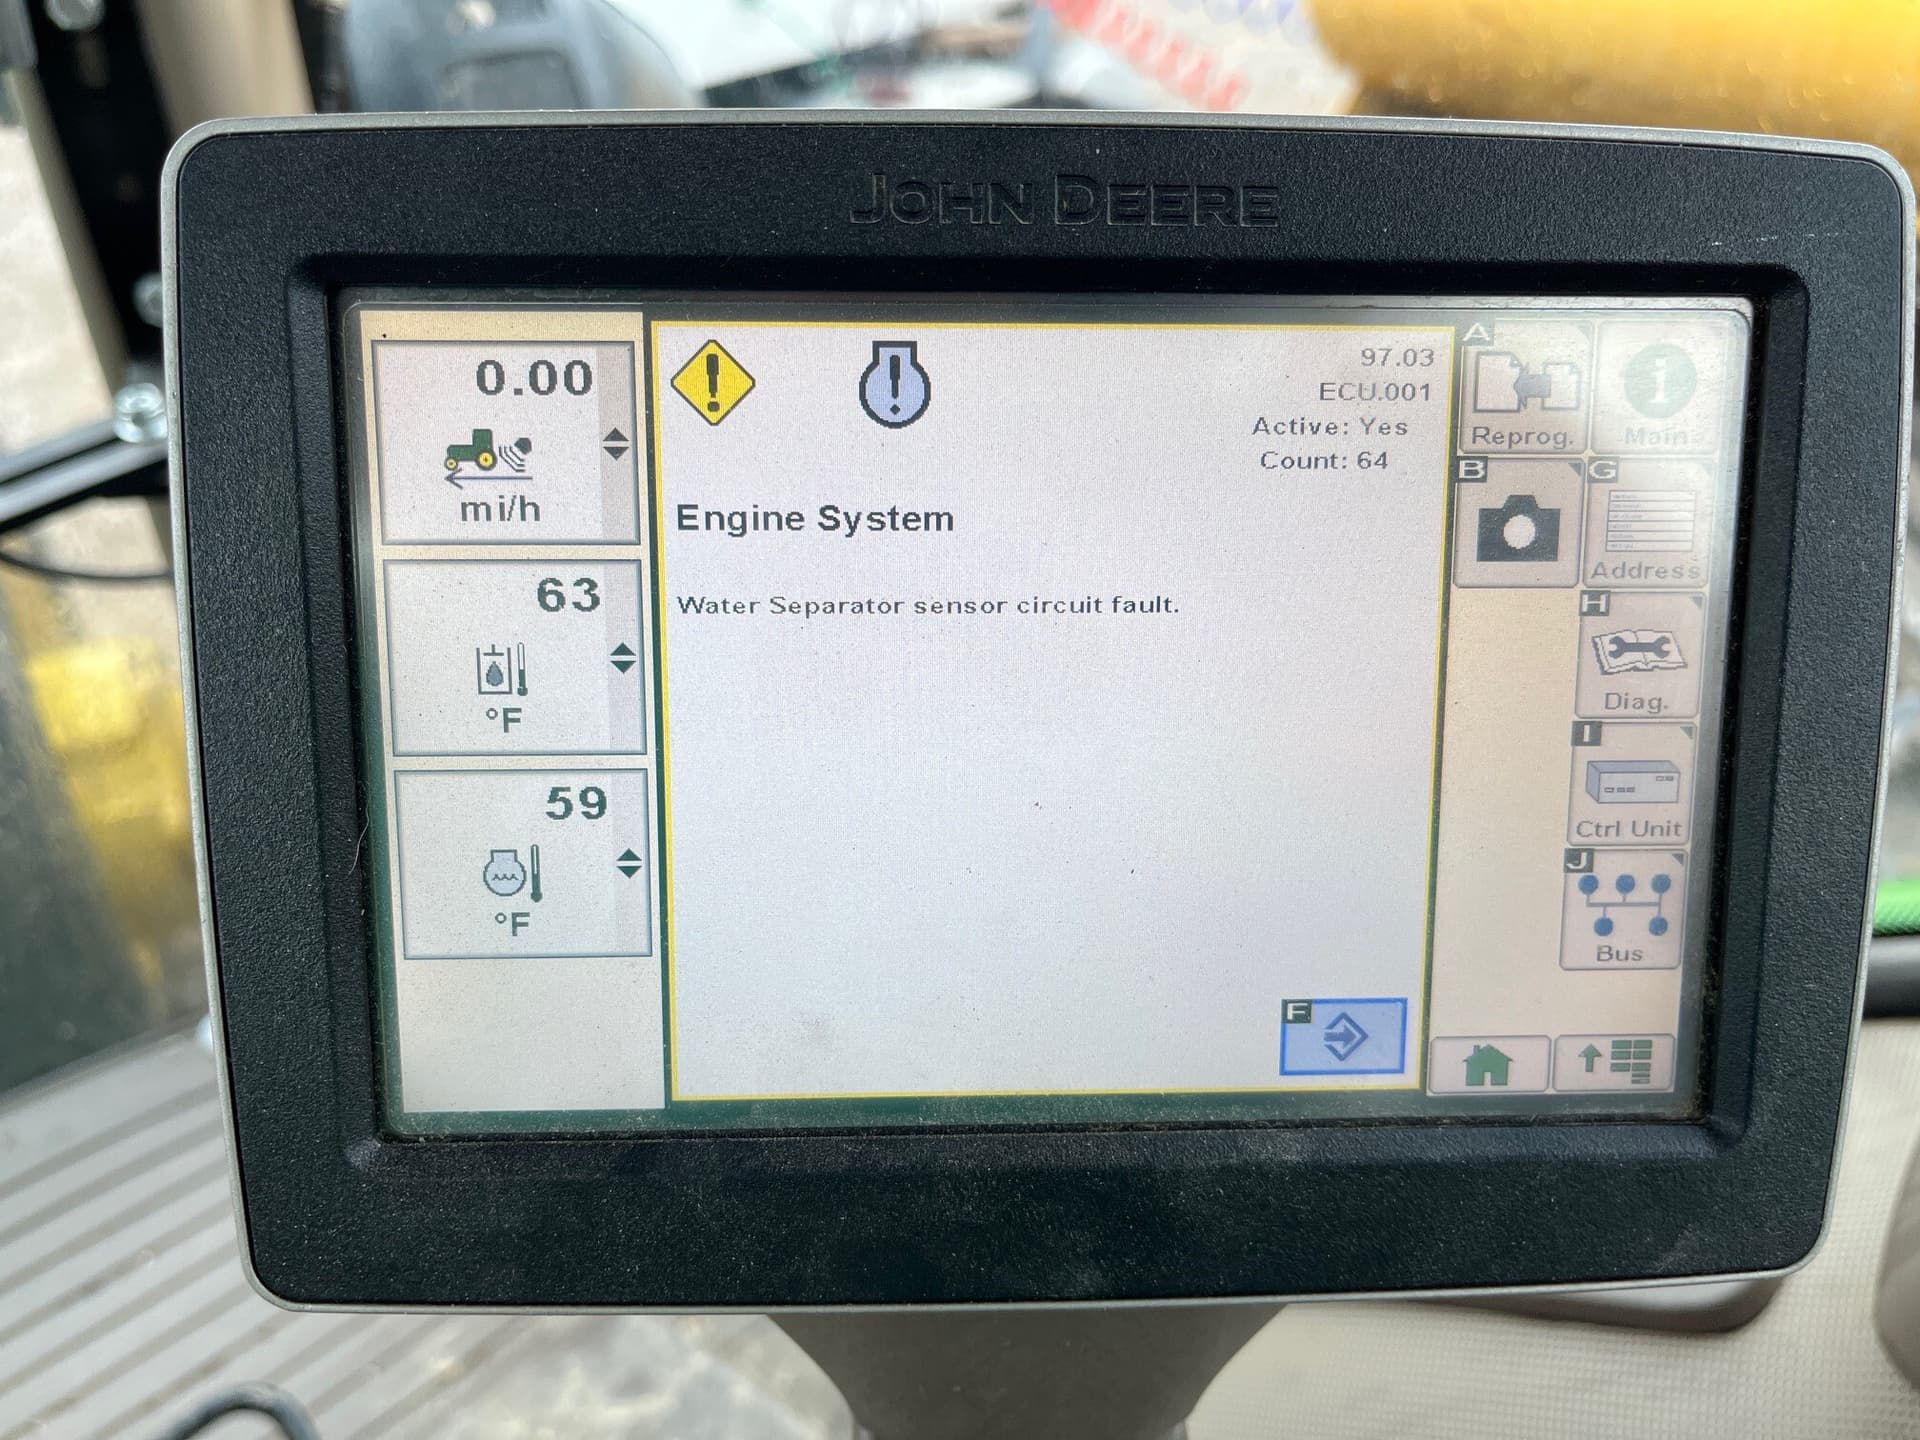 JOHN DEERE
0.00
mi/h
63
°F
59
°F
97.03
ECU.001
Active: Yes
Count: 64
Engine System
Water Separator sensor circuit fault.
F
A
Reprog.
Main
B
G
Address
H
Diag.
I
Ctrl Unit
J
Bus